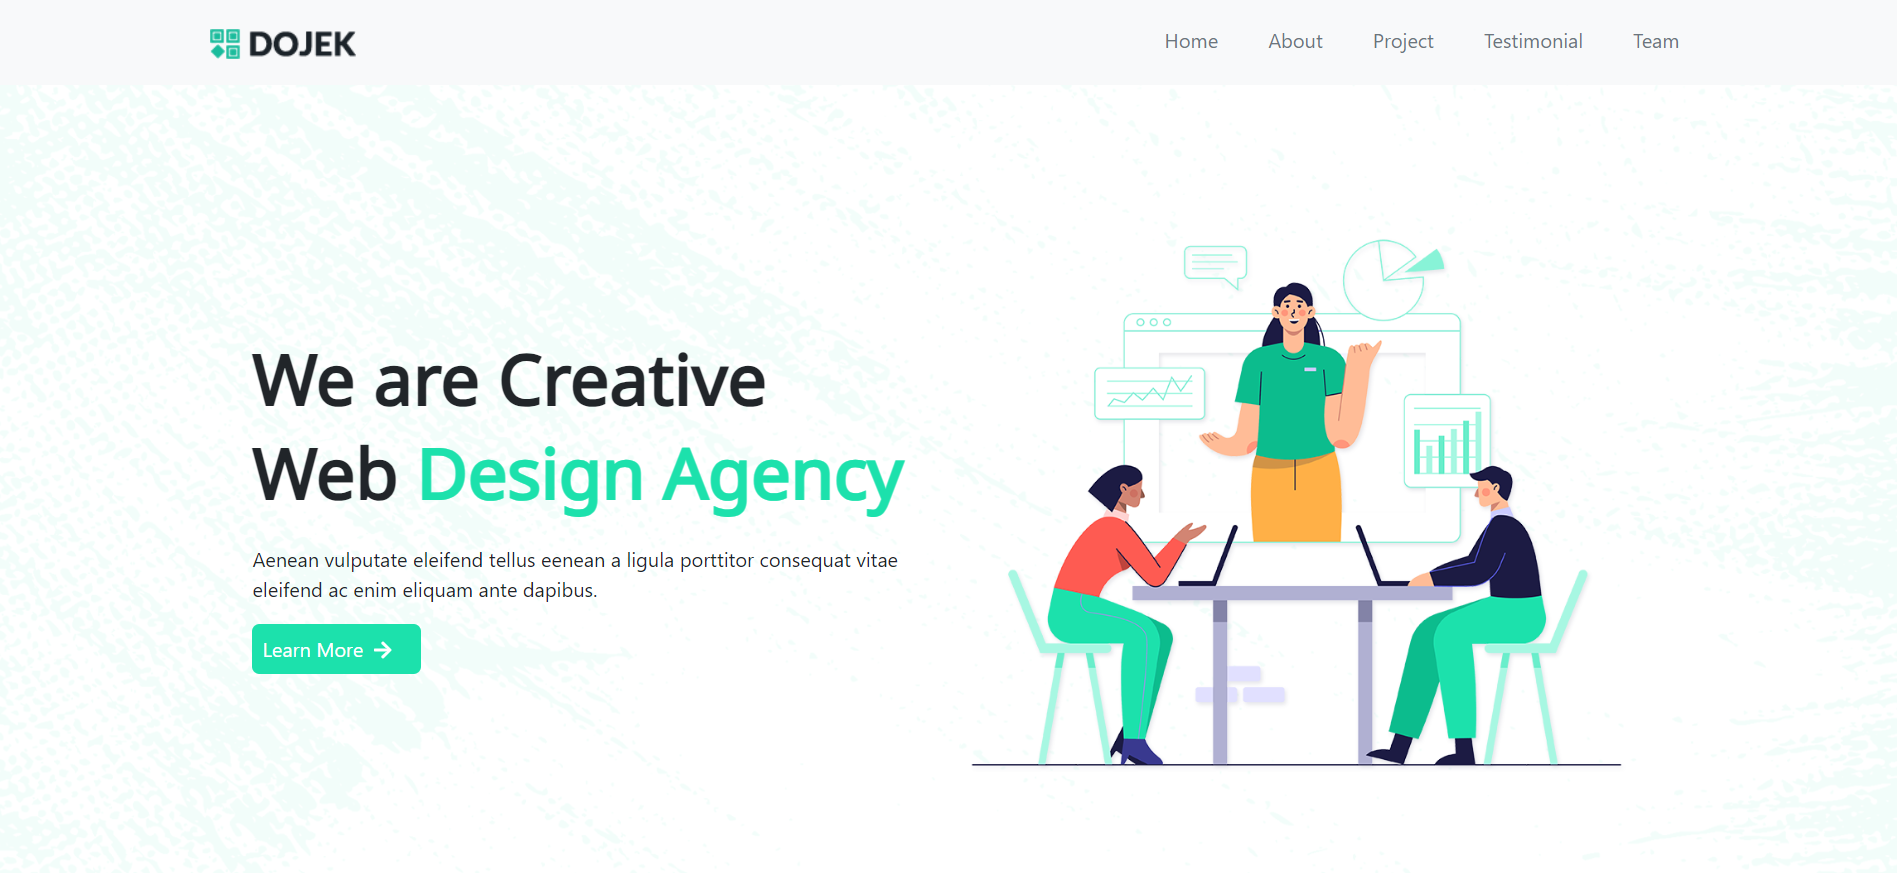 DOJEK
Home About Project Testimonial Team
We are Creative
Web Design Agency
Aenean vulputate eleifend tellus eenean a ligula porttitor consequat vitae
eleifend ac enim eliquam ante dapibus.
Learn More